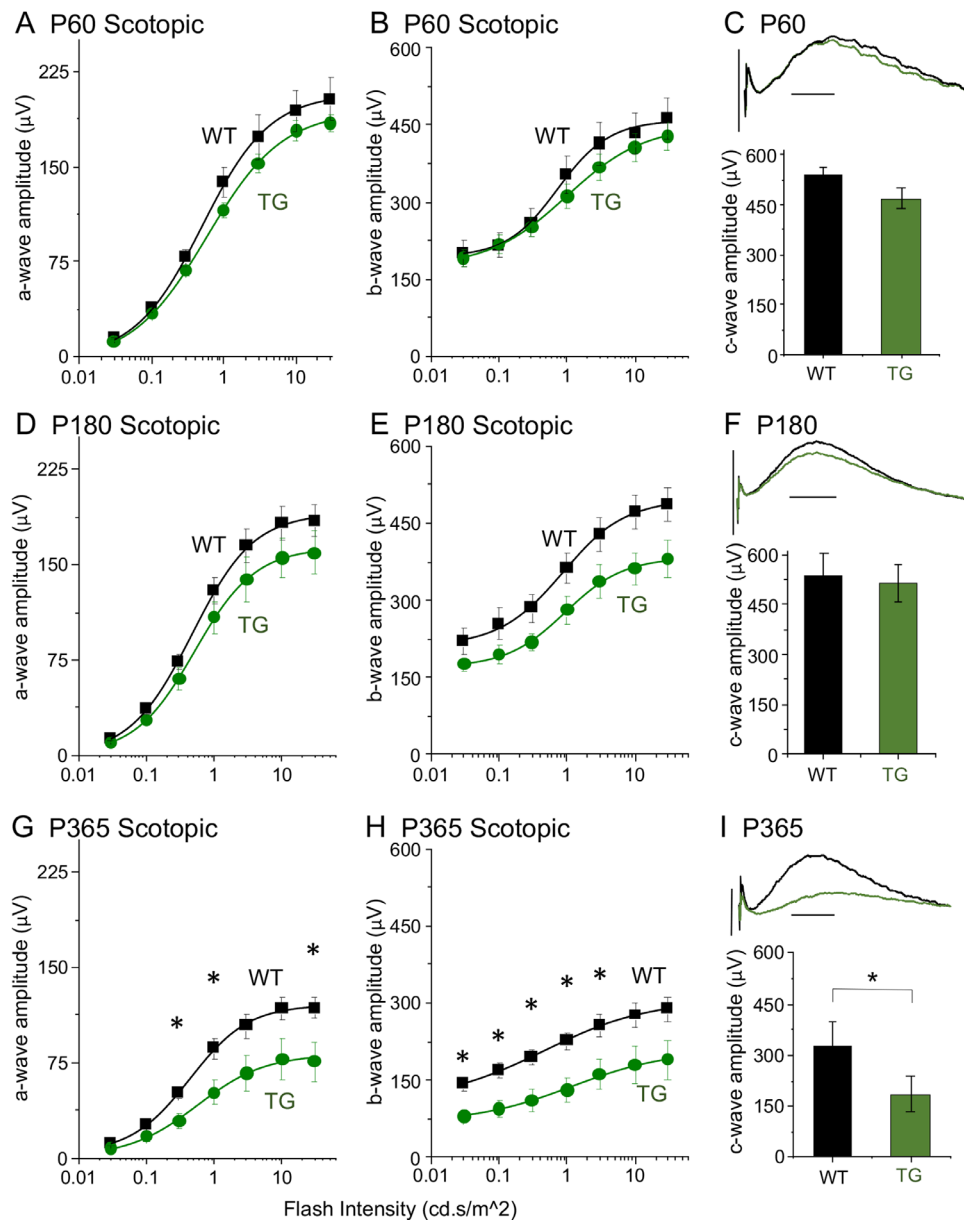 A P60 Scotopic
a-wave amplitude (µV)
225
150
75
0
WT
TG
0.01 0.1 1 10
B P60 Scotopic
b-wave amplitude (µV)
600
450
300
150
0
WT
TG
0.01 0.1 1 10
C P60
c-wave amplitude (µV)
600
450
300
150
0
WT TG
D P180 Scotopic
a-wave amplitude (µV)
225
150
75
0
WT
TG
0.01 0.1 1 10
E P180 Scotopic
b-wave amplitude (µV)
600
450
300
150
0
WT
TG
0.01 0.1 1 10
F P180
c-wave amplitude (µV)
600
450
300
150
0
WT TG
G P365 Scotopic
a-wave amplitude (µV)
225
150
75
0
* * *
WT
TG
0.01 0.1 1 10
H P365 Scotopic
b-wave amplitude (µV)
600
450
300
150
0
* * * * *
WT
TG
0.01 0.1 1 10
I P365
c-wave amplitude (µV)
600
450
300
150
0
*
WT TG
Flash Intensity (cd.s/m^2)